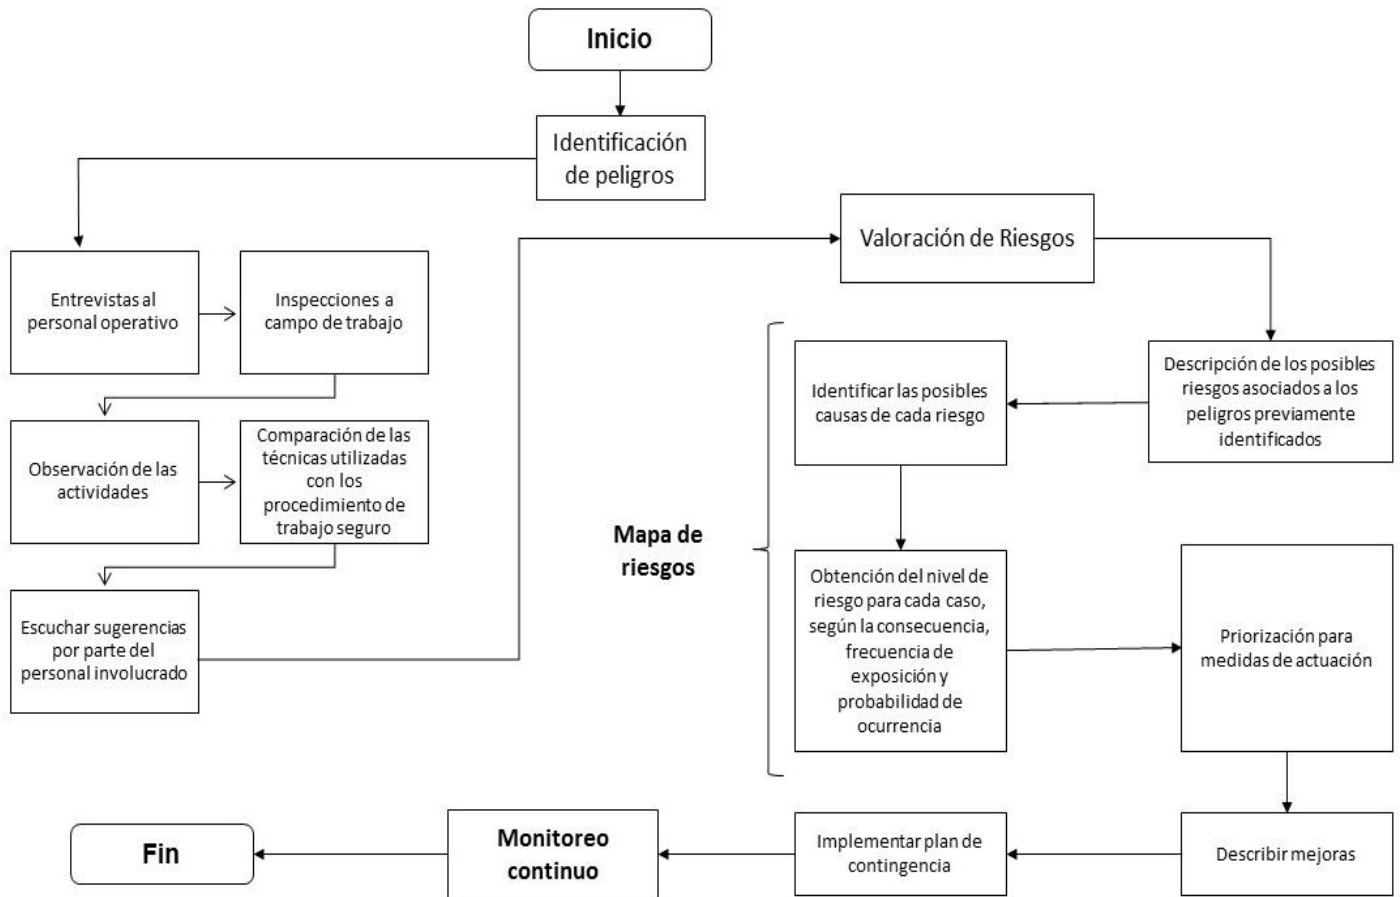 Inicio
Identificación
de peligros
Entrevistas al
personal operativo
Inspecciones a
campo de trabajo
Observación de las
actividades
Comparación de las
técnicas utilizadas
con los
procedimiento de
trabajo seguro
Escuchar sugerencias
por parte del
personal involucrado
Valoración de Riesgos
Descripción de los posibles
riesgos asociados a los
peligros previamente
identificados
Identificar las posibles
causas de cada riesgo
Mapa de
riesgos
Obtención del nivel de
riesgo para cada caso,
según la consecuencia,
frecuencia de
exposición y
probabilidad de
ocurrencia
Priorización para
medidas de actuación
Describir mejoras
Implementar plan de
contingencia
Monitoreo
continuo
Fin